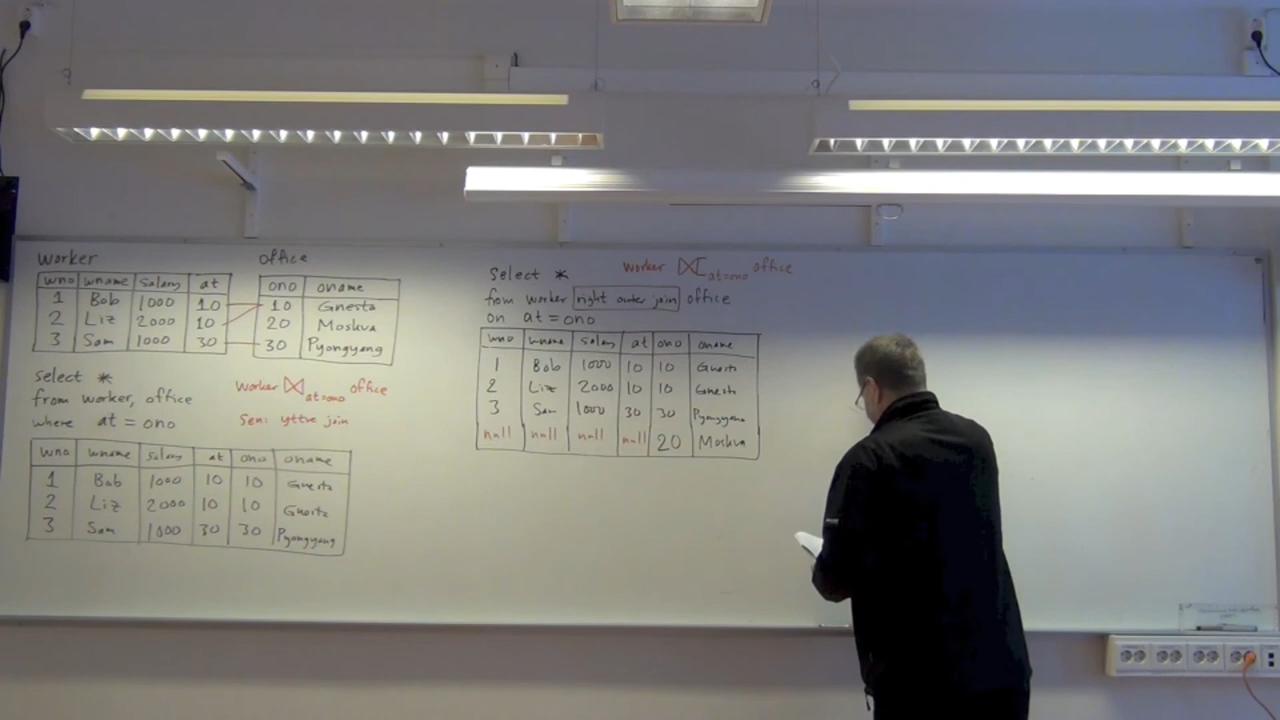 worker
wno wname salary at
1 Bob 1000 10
2 Liz 2000 10
3 Sam 1000 30
office
ono oname
10 Gnesta
20 Moskva
30 Pyongyang
select *
from worker, office
where at = ono
worker ⋈ at=ono office
Sen: yttre join
wno wname salary at ono oname
1 Bob 1000 10 10 Gnesta
2 Liz 2000 10 10 Gnesta
3 Sam 1000 30 30 Pyongyang
select *
from worker right outer join office
on at = ono
worker ⟖ at=ono office
wno wname salary at ono oname
1 Bob 1000 10 10 Gnesta
2 Liz 2000 10 10 Gnesta
3 Sam 1000 30 30 Pyongyang
null null null null 20 Moskva